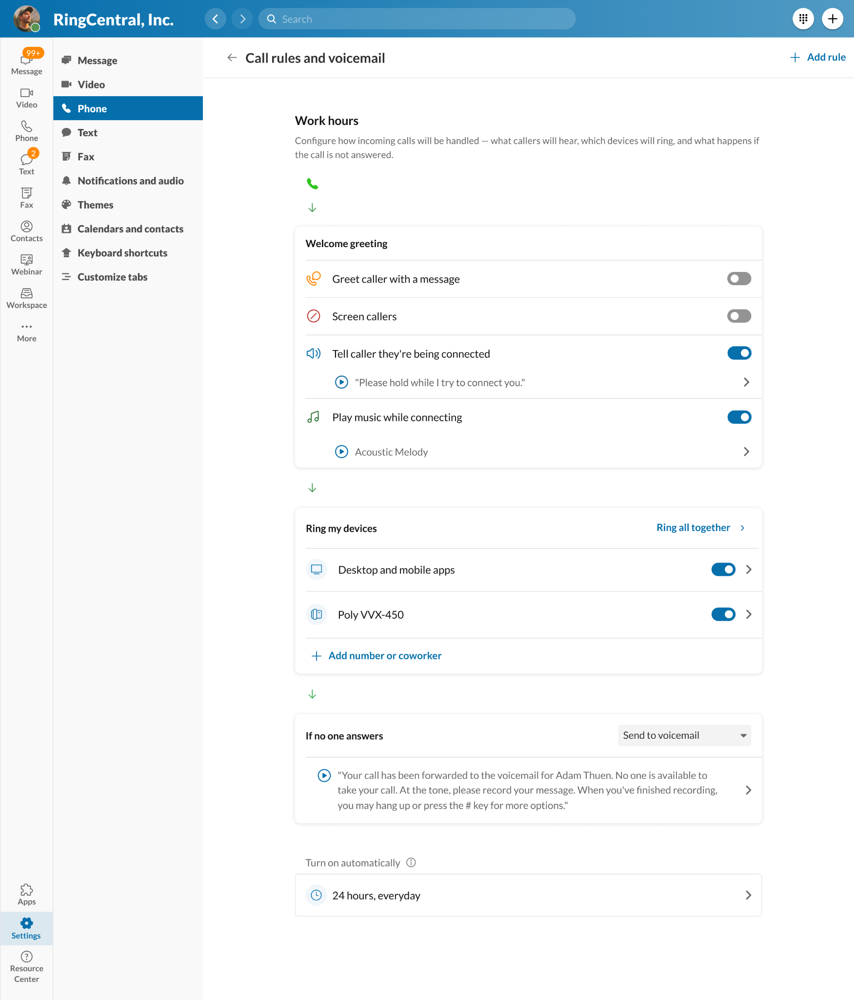 RingCentral, Inc.
Search
99+
Message
Video
Phone
2
Text
Fax
Contacts
Webinar
Workspace
More
Apps
Settings
Resource
Center
Message
Video
Phone
Text
Fax
Notifications and audio
Themes
Calendars and contacts
Keyboard shortcuts
Customize tabs
Call rules and voicemail
Add rule
Work hours
Configure how incoming calls will be handled — what callers will hear, which devices will ring, and what happens if
the call is not answered.
Welcome greeting
Greet caller with a message
Screen callers
Tell caller they're being connected
"Please hold while I try to connect you."
Play music while connecting
Acoustic Melody
Ring my devices
Ring all together
Desktop and mobile apps
Poly VVX-450
Add number or coworker
If no one answers
Send to voicemail
"Your call has been forwarded to the voicemail for Adam Thuen. No one is available to
take your call. At the tone, please record your message. When you've finished recording,
you may hang up or press the # key for more options."
Turn on automatically
24 hours, everyday